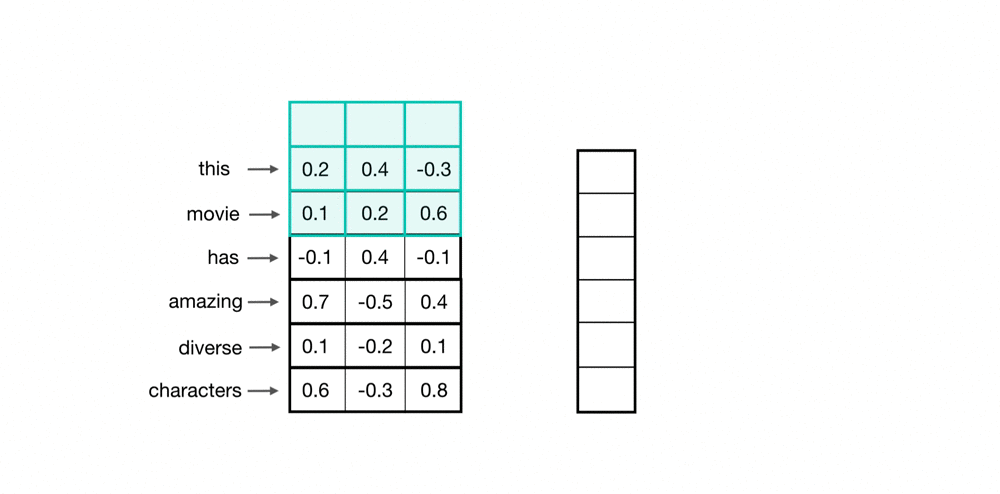 this 0.2 0.4 -0.3
movie 0.1 0.2 0.6
has -0.1 0.4 -0.1
amazing 0.7 -0.5 0.4
diverse 0.1 -0.2 0.1
characters 0.6 -0.3 0.8